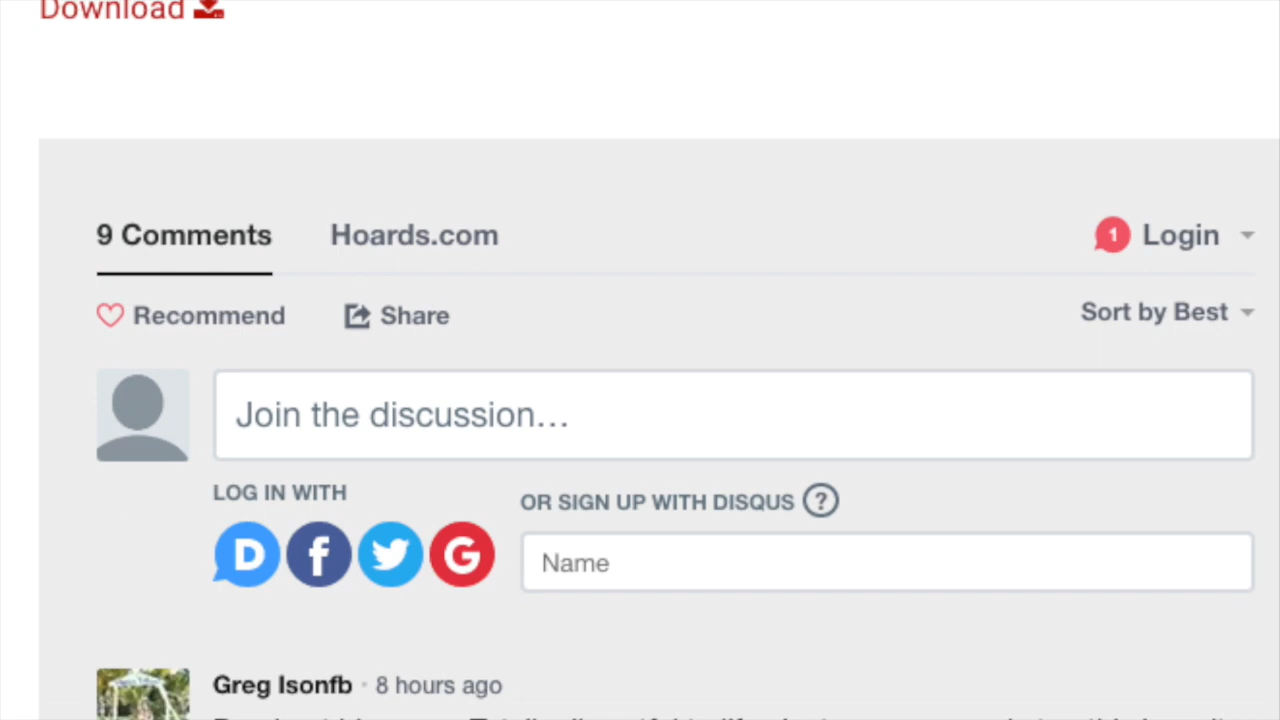 Download
9 Comments
Hoards.com
1 Login
Recommend
Share
Sort by Best
Join the discussion…
LOG IN WITH
OR SIGN UP WITH DISQUS ?
D f G
Name
Greg Isonfb · 8 hours ago